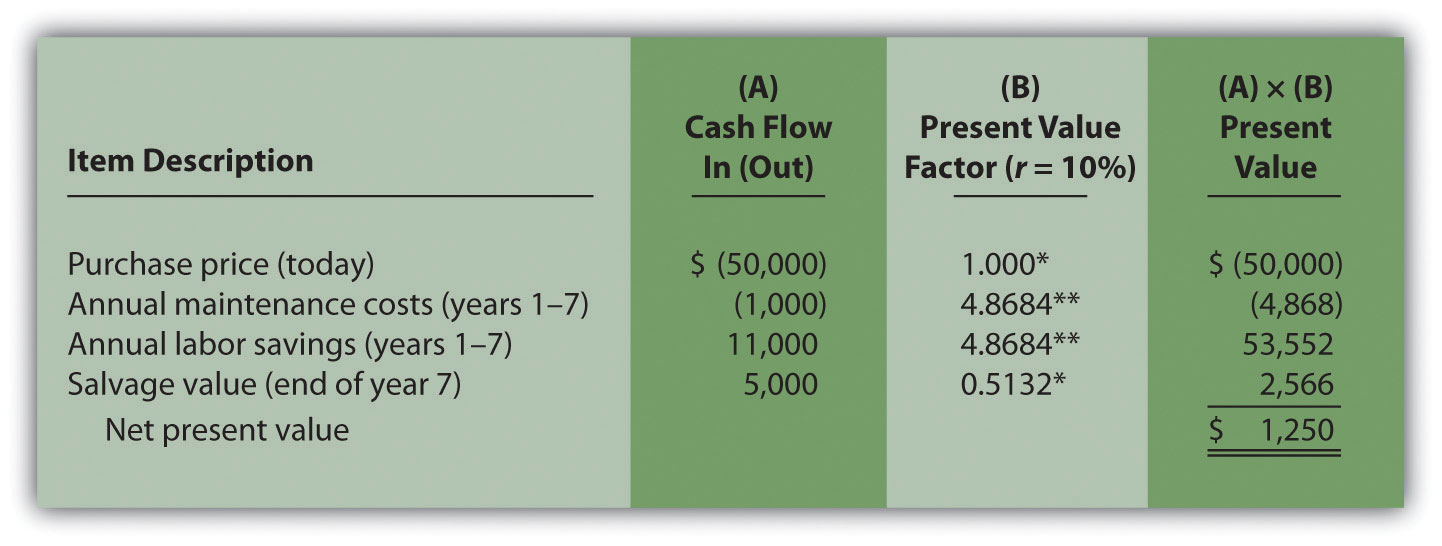 (A) (B) (A) × (B)
Cash Flow Present Value Present
Item Description In (Out) Factor (r = 10%) Value
Purchase price (today) $ (50,000) 1.000* $ (50,000)
Annual maintenance costs (years 1–7) (1,000) 4.8684** (4,868)
Annual labor savings (years 1–7) 11,000 4.8684** 53,552
Salvage value (end of year 7) 5,000 0.5132* 2,566
Net present value $ 1,250